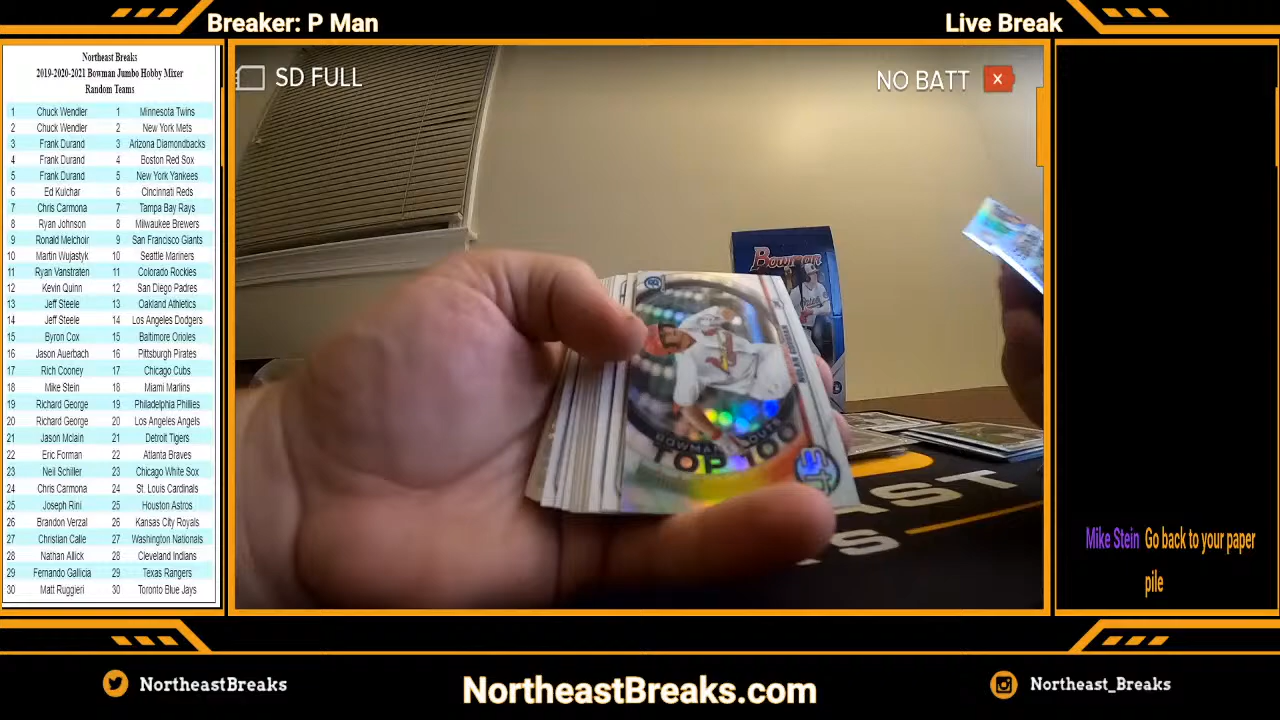 Breaker: P Man
Live Break
Northeast Breaks
2019-2020-2021 Bowman Jumbo Hobby Mixer
Random Teams
1 Chuck Wendler 1 Minnesota Twins
2 Chuck Wendler 2 New York Mets
3 Frank Durand 3 Arizona Diamondbacks
4 Frank Durand 4 Boston Red Sox
5 Frank Durand 5 New York Yankees
6 Ed Kulchar 6 Cincinnati Reds
7 Chris Carmona 7 Tampa Bay Rays
8 Ryan Johnson 8 Milwaukee Brewers
9 Ronald Melchoir 9 San Francisco Giants
10 Martin Wujastyk 10 Seattle Mariners
11 Ryan Vanstraten 11 Colorado Rockies
12 Kevin Quinn 12 San Diego Padres
13 Jeff Steele 13 Oakland Athletics
14 Jeff Steele 14 Los Angeles Dodgers
15 Byron Cox 15 Baltimore Orioles
16 Jason Auerbach 16 Pittsburgh Pirates
17 Rich Cooney 17 Chicago Cubs
18 Mike Stein 18 Miami Marlins
19 Richard George 19 Philadelphia Phillies
20 Richard George 20 Los Angeles Angels
21 Jason Mclain 21 Detroit Tigers
22 Eric Forman 22 Atlanta Braves
23 Neil Schiller 23 Chicago White Sox
24 Chris Carmona 24 St. Louis Cardinals
25 Joseph Rini 25 Houston Astros
26 Brandon Verzal 26 Kansas City Royals
27 Christian Calle 27 Washington Nationals
28 Nathan Allick 28 Cleveland Indians
29 Fernando Gallicia 29 Texas Rangers
30 Matt Ruggieri 30 Toronto Blue Jays
SD FULL
NO BATT
Bowman
TOP 100
Mike Stein Go back to your paper
pile
NortheastBreaks
NortheastBreaks.com
Northeast_Breaks